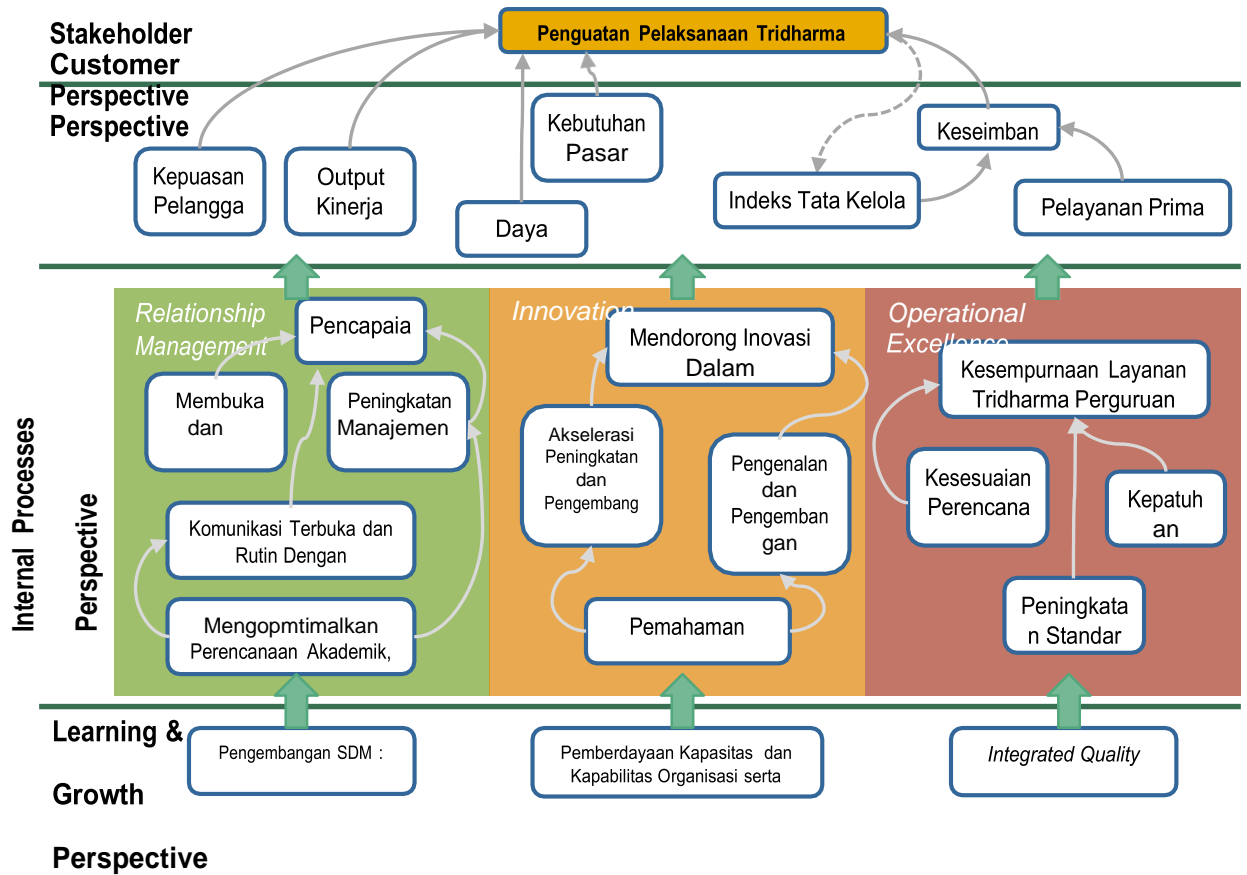 Stakeholder
Customer
Perspective
Perspective
Penguatan Pelaksanaan Tridharma
Kepuasan
Pelangga
Output
Kinerja
Daya
Kebutuhan
Pasar
Indeks Tata Kelola
Keseimban
Pelayanan Prima
Internal Processes
Perspective
Relationship
Management
Pencapaia
Membuka
dan
Peningkatan
Manajemen
Komunikasi Terbuka dan
Rutin Dengan
Mengopmtimalkan
Perencanaan Akademik,
Innovation
Mendorong Inovasi
Dalam
Akselerasi
Peningkatan
dan
Pengembang
Pengenalan
dan
Pengemban
gan
Pemahaman
Operational
Excellence
Kesempurnaan Layanan
Tridharma Perguruan
Kesesuaian
Perencana
Kepatuh
an
Peningkata
n Standar
Learning &
Growth
Perspective
Pengembangan SDM :
Pemberdayaan Kapasitas dan
Kapabilitas Organisasi serta
Integrated Quality